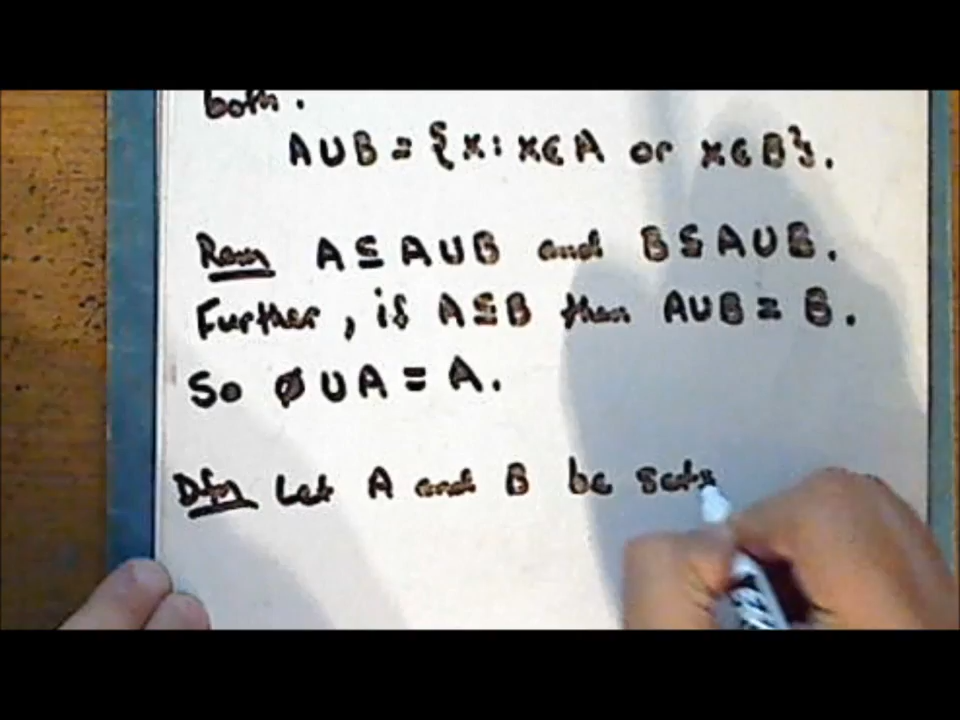 both.
A∪B = {x : x∈A or x∈B}.
Rem A⊆A∪B and B⊆A∪B.
Further, if A⊆B then A∪B = B.
So ∅∪A = A.
Dfn Let A and B be sets